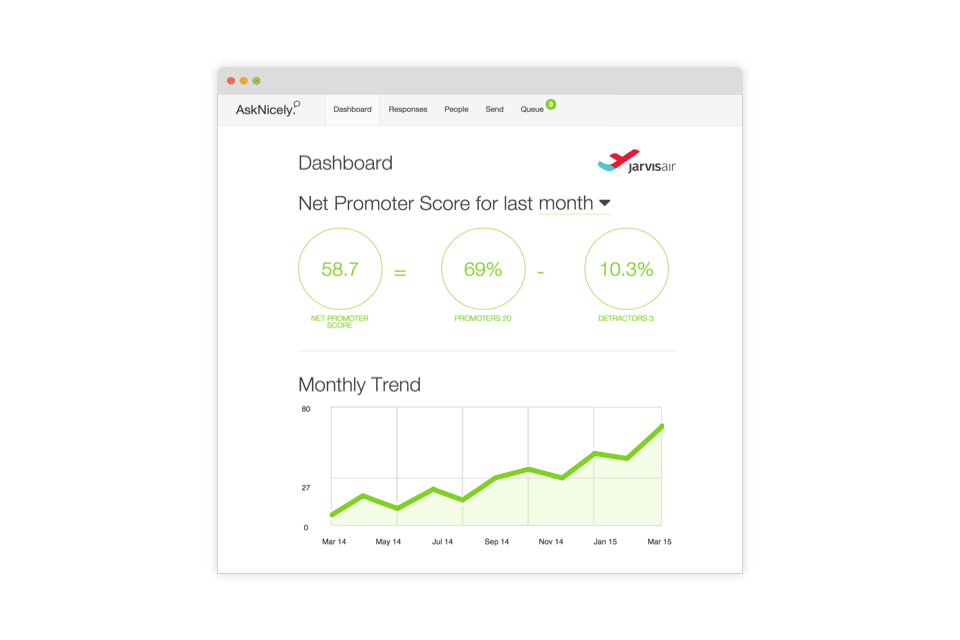 AskNicely.
Dashboard Responses People Send Queue 0
Dashboard
jarvisair
Net Promoter Score for last month
58.7 = 69% - 10.3%
NET PROMOTER SCORE
PROMOTERS 20
DETRACTORS 3
Monthly Trend
80
27
0
Mar 14 May 14 Jul 14 Sep 14 Nov 14 Jan 15 Mar 15